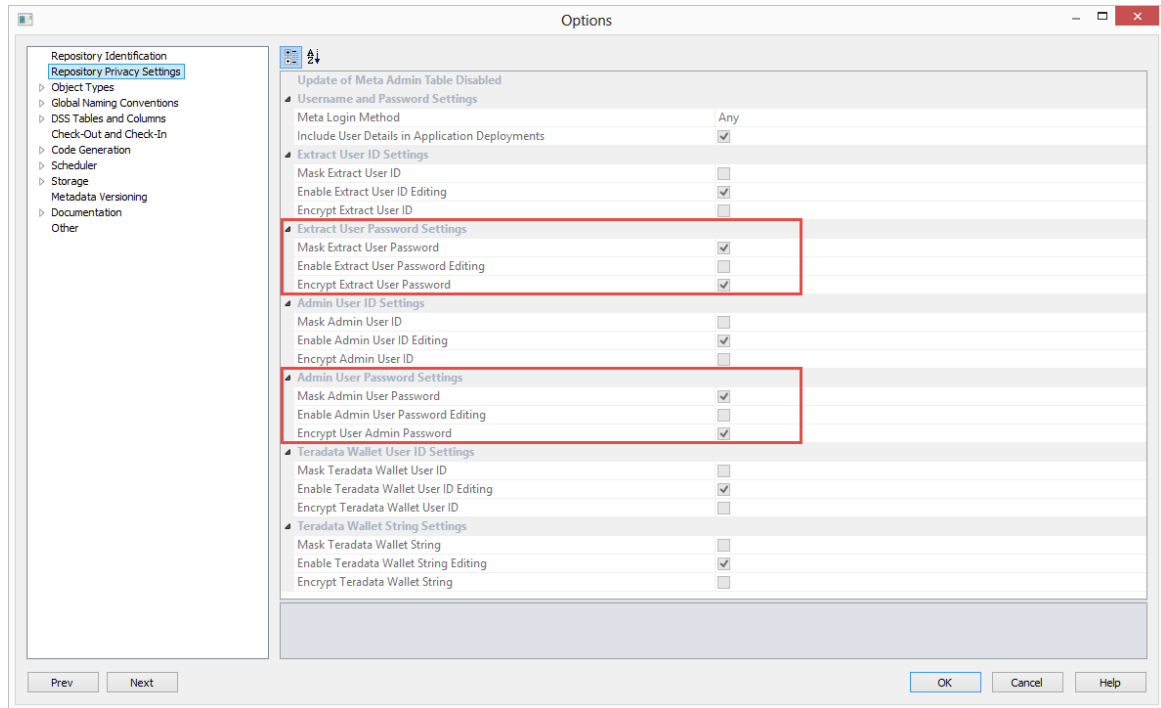 Options
Repository Identification
Repository Privacy Settings
Object Types
Global Naming Conventions
DSS Tables and Columns
Check-Out and Check-In
Code Generation
Scheduler
Storage
Metadata Versioning
Documentation
Other
Update of Meta Admin Table Disabled
Username and Password Settings
Meta Login Method Any
Include User Details in Application Deployments
Extract User ID Settings
Mask Extract User ID
Enable Extract User ID Editing
Encrypt Extract User ID
Extract User Password Settings
Mask Extract User Password
Enable Extract User Password Editing
Encrypt Extract User Password
Admin User ID Settings
Mask Admin User ID
Enable Admin User ID Editing
Encrypt Admin User ID
Admin User Password Settings
Mask Admin User Password
Enable Admin User Password Editing
Encrypt User Admin Password
Teradata Wallet User ID Settings
Mask Teradata Wallet User ID
Enable Teradata Wallet User ID Editing
Encrypt Teradata Wallet User ID
Teradata Wallet String Settings
Mask Teradata Wallet String
Enable Teradata Wallet String Editing
Encrypt Teradata Wallet String
Prev Next OK Cancel Help